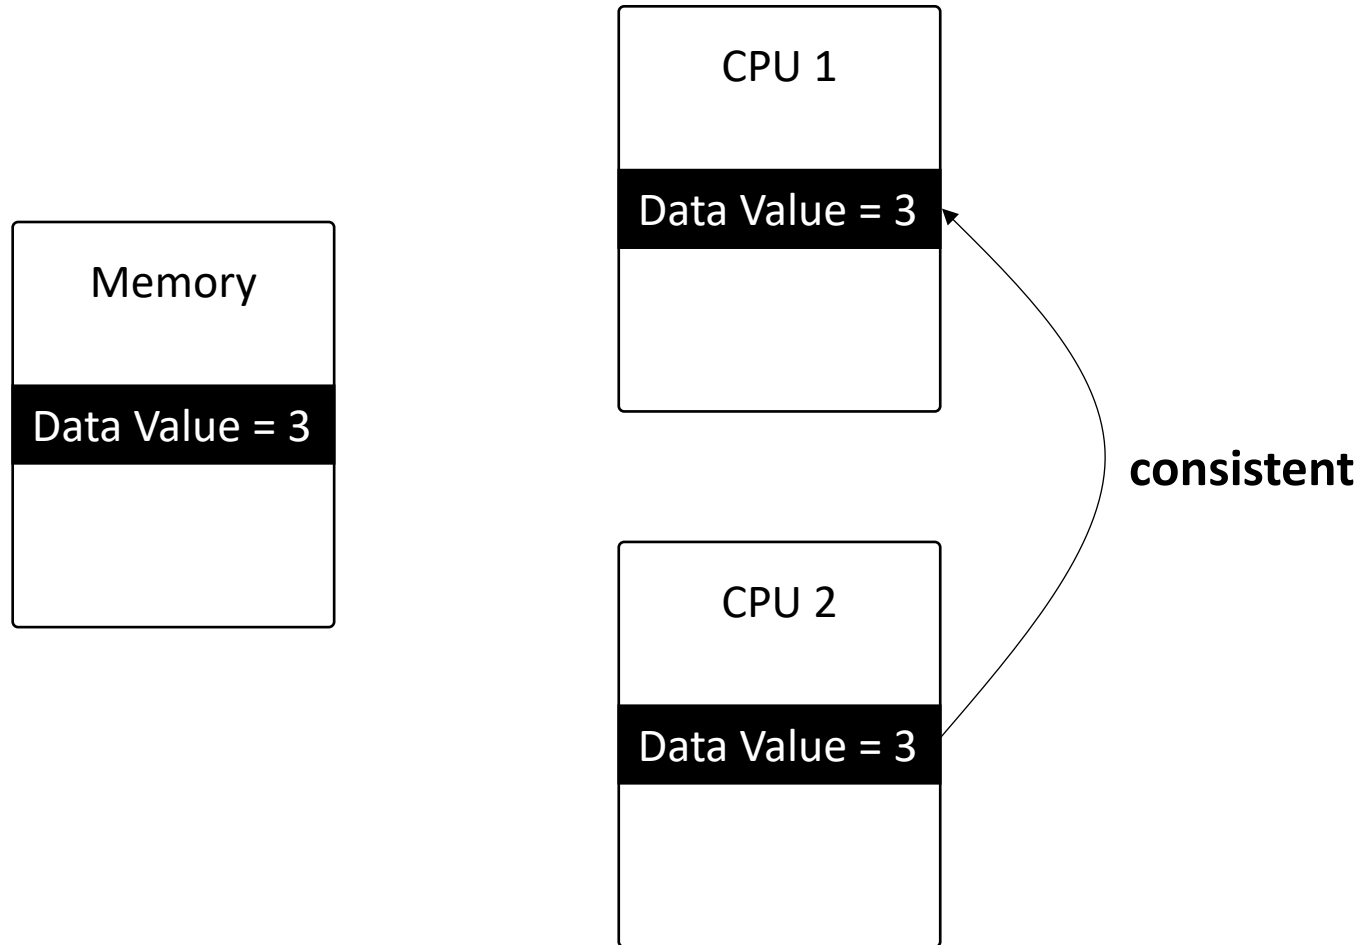 CPU 1
Data Value = 3
Memory
Data Value = 3
consistent
CPU 2
Data Value = 3